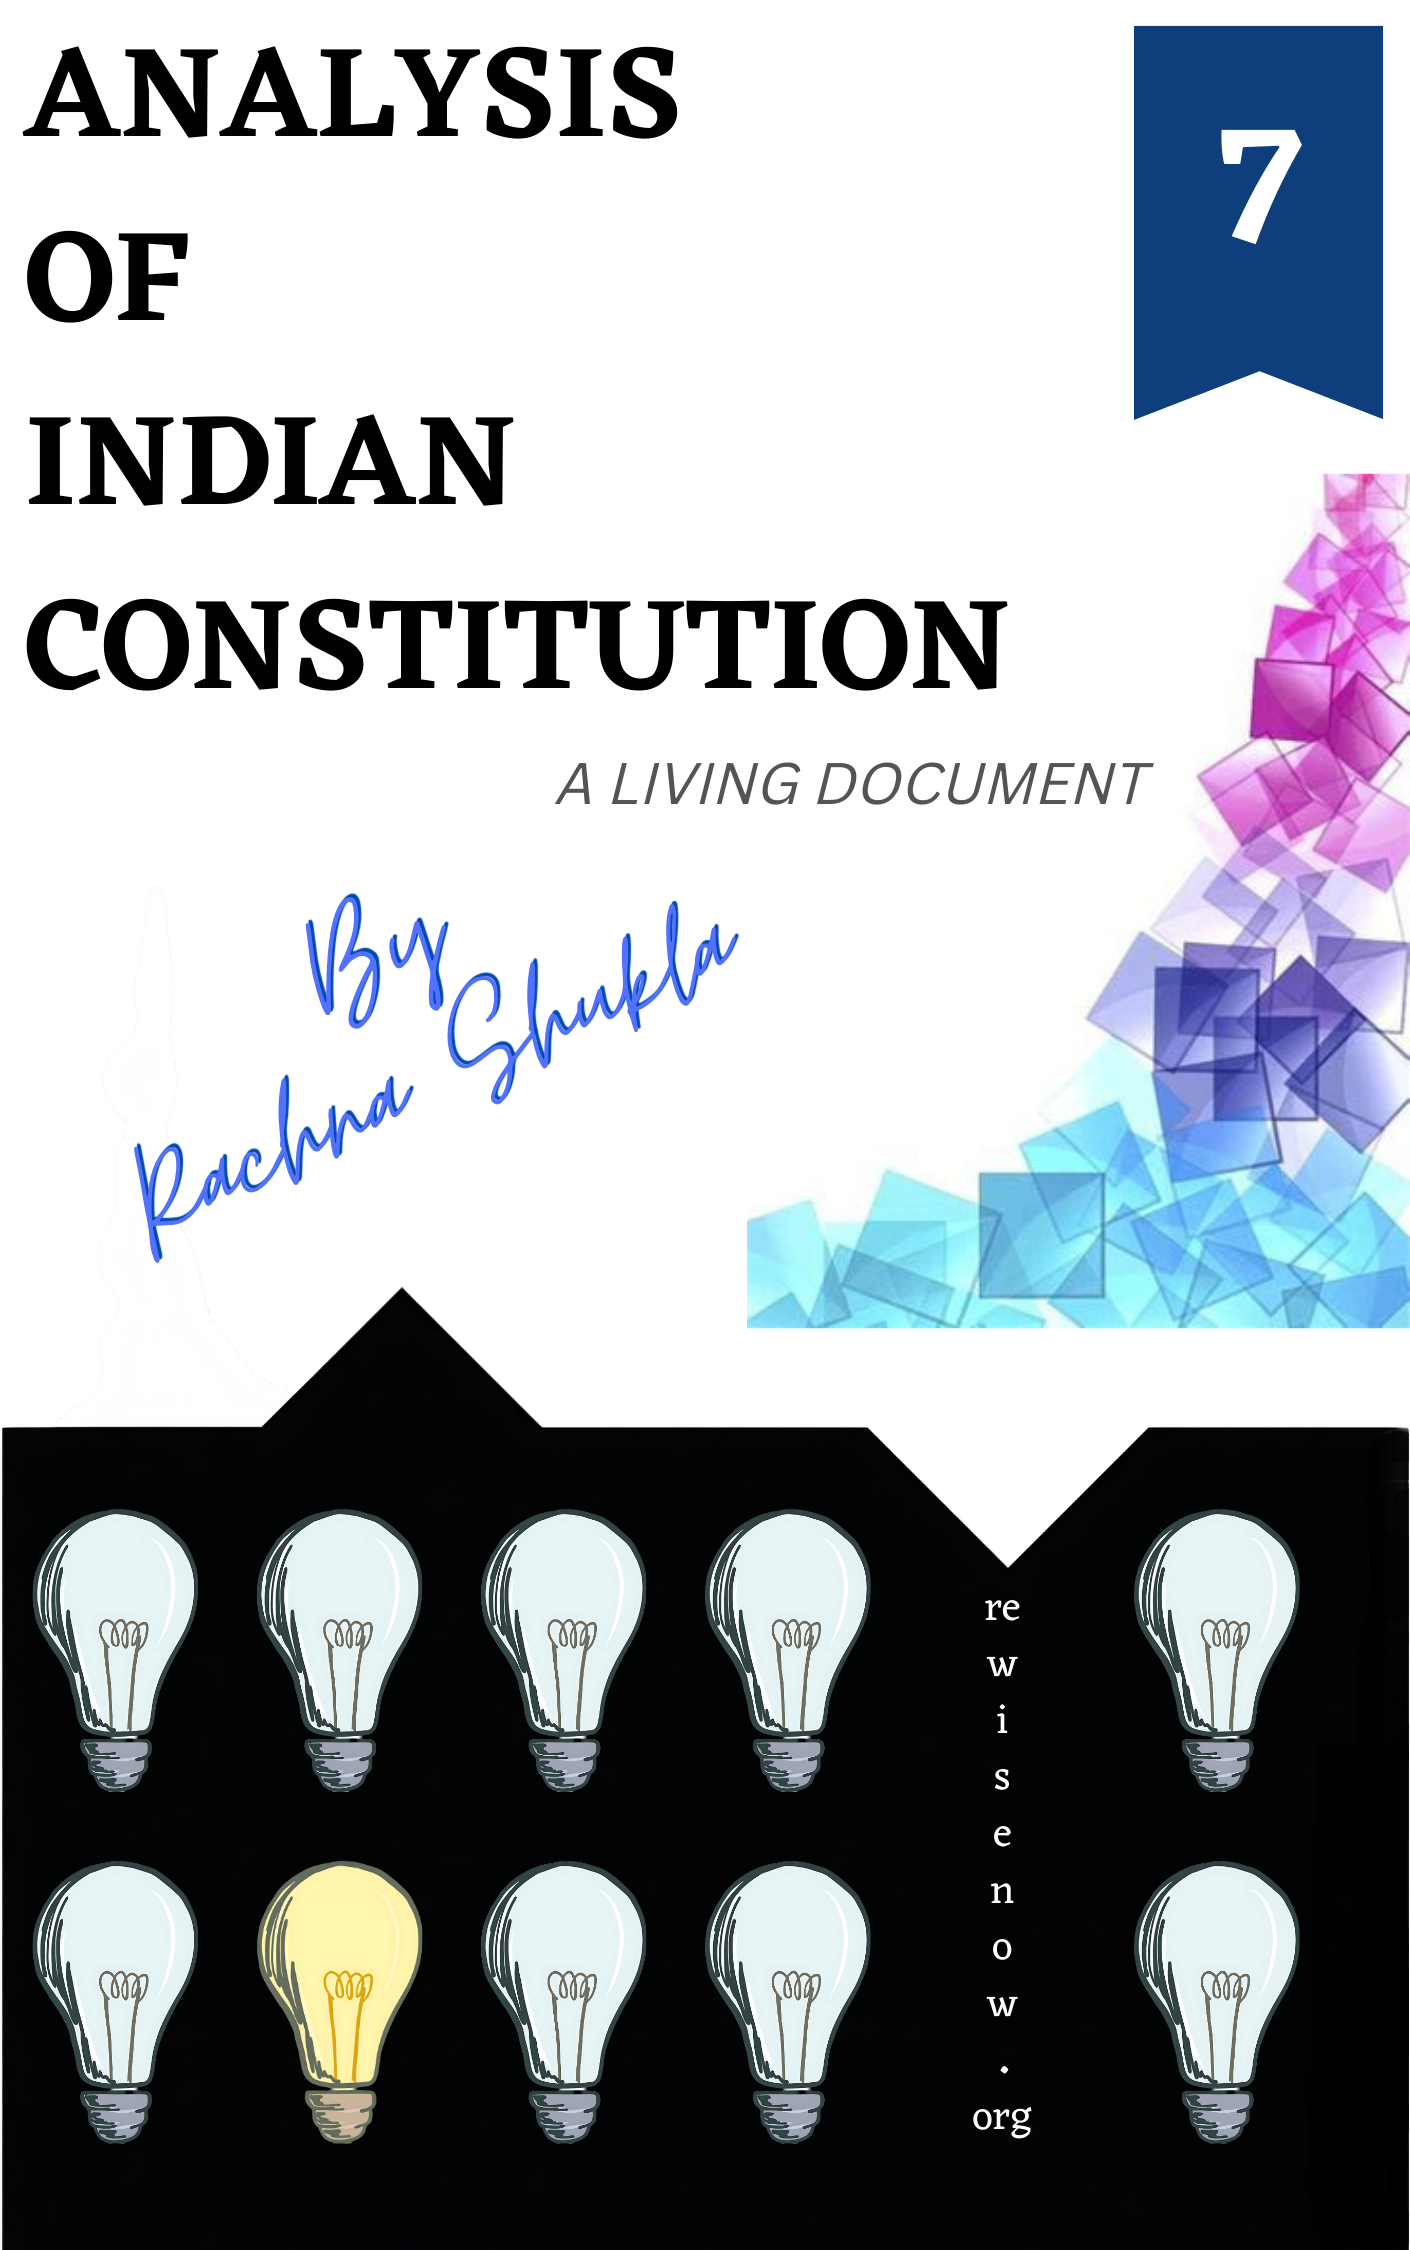 ANALYSIS
7
OF
INDIAN
CONSTITUTION
A LIVING DOCUMENT
By
Rachna Shukla
re
w
i
s
e
n
o
w
.
org